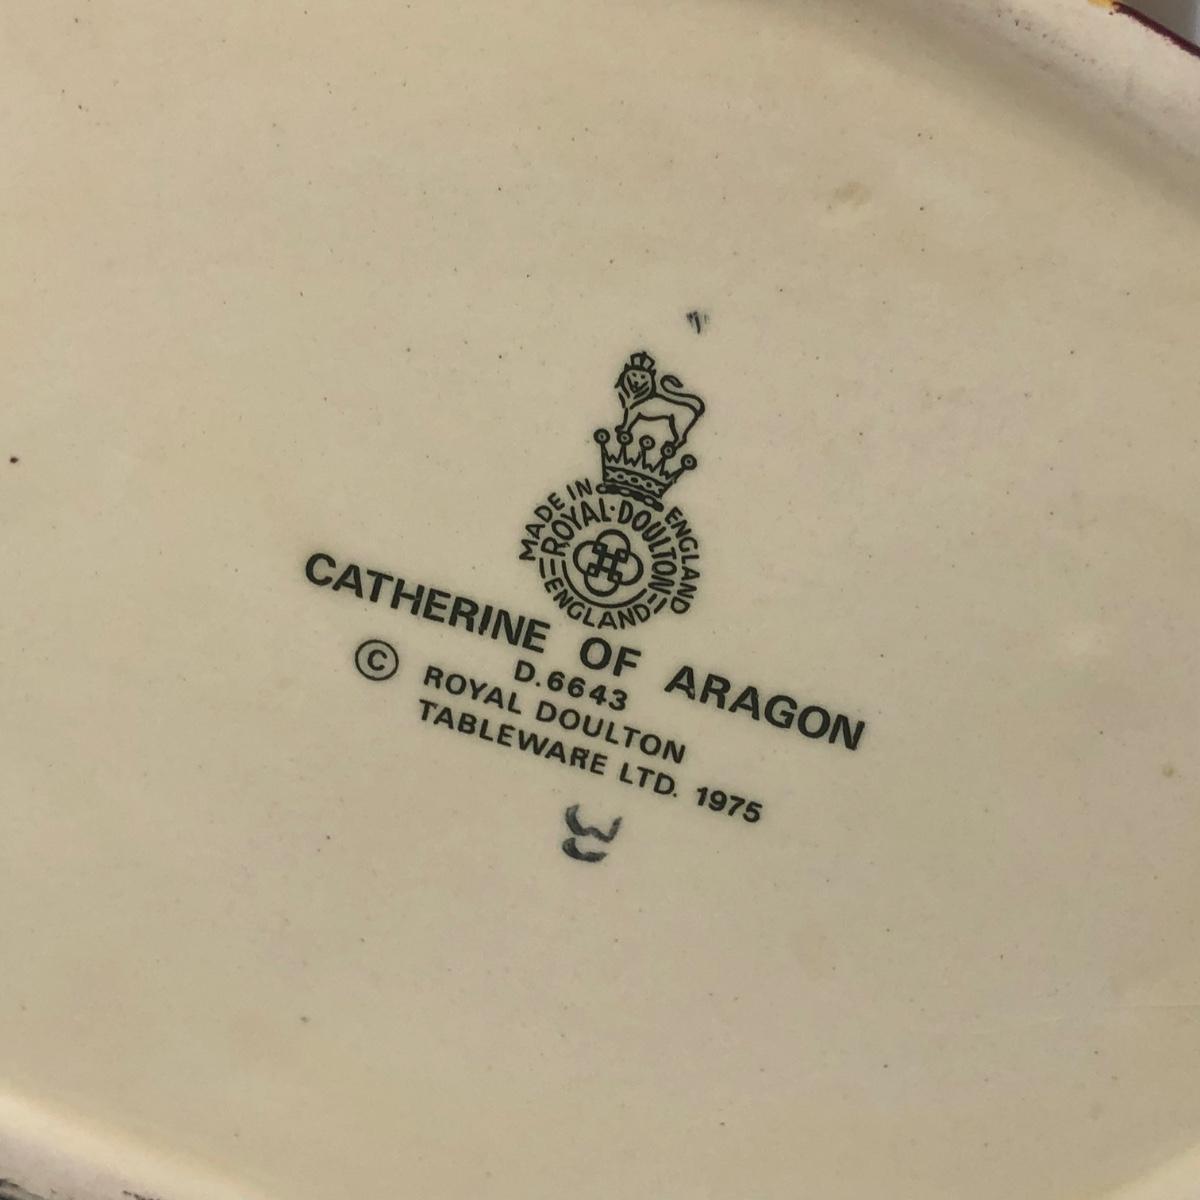 MADE IN ENGLAND
ROYAL·DOULTON
ENGLAND
CATHERINE OF ARAGON
D.6643
© ROYAL DOULTON
TABLEWARE LTD. 1975